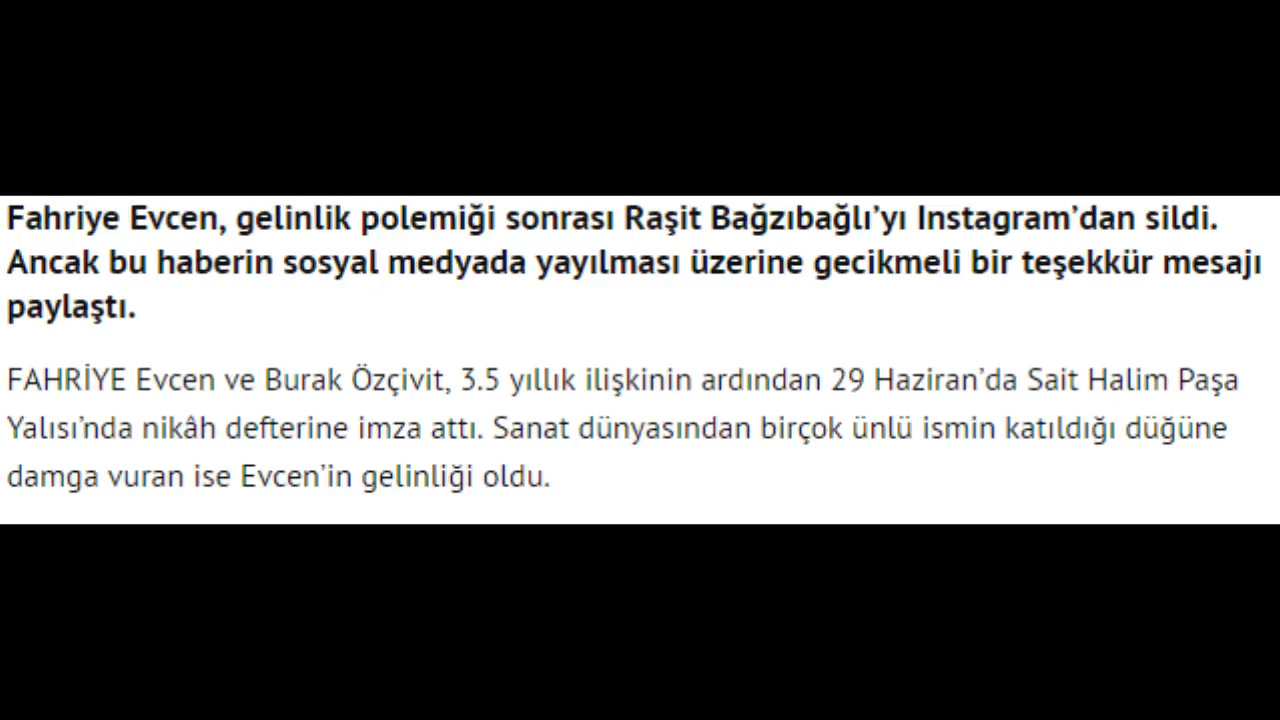 Fahriye Evcen, gelinlik polemiği sonrası Raşit Bağzıbağlı’yı Instagram’dan sildi.
Ancak bu haberin sosyal medyada yayılması üzerine gecikmeli bir teşekkür mesajı
paylaştı.
FAHRİYE Evcen ve Burak Özçivit, 3.5 yıllık ilişkinin ardından 29 Haziran’da Sait Halim Paşa
Yalısı’nda nikâh defterine imza attı. Sanat dünyasından birçok ünlü ismin katıldığı düğüne
damga vuran ise Evcen’in gelinliği oldu.